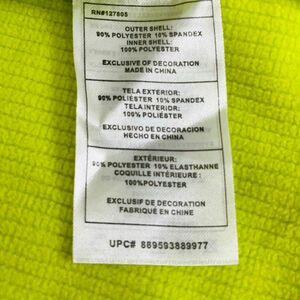 RN#127805
OUTER SHELL:
90% POLYESTER 10% SPANDEX
INNER SHELL:
100% POLYESTER
EXCLUSIVE OF DECORATION
MADE IN CHINA
TELA EXTERIOR:
90% POLIÉSTER 10% SPANDEX
TELA INTERIOR:
100% POLIÉSTER
EXCLUSIVO DE DECORACION
HECHO EN CHINA
EXTÉRIEUR:
90% POLYESTER 10% ELASTHANNE
COQUILLE INTÉRIEURE :
100%POLYESTER
EXCLUSIF DE DECORATION
FABRIQUÉ EN CHINE
UPC# 889593889977